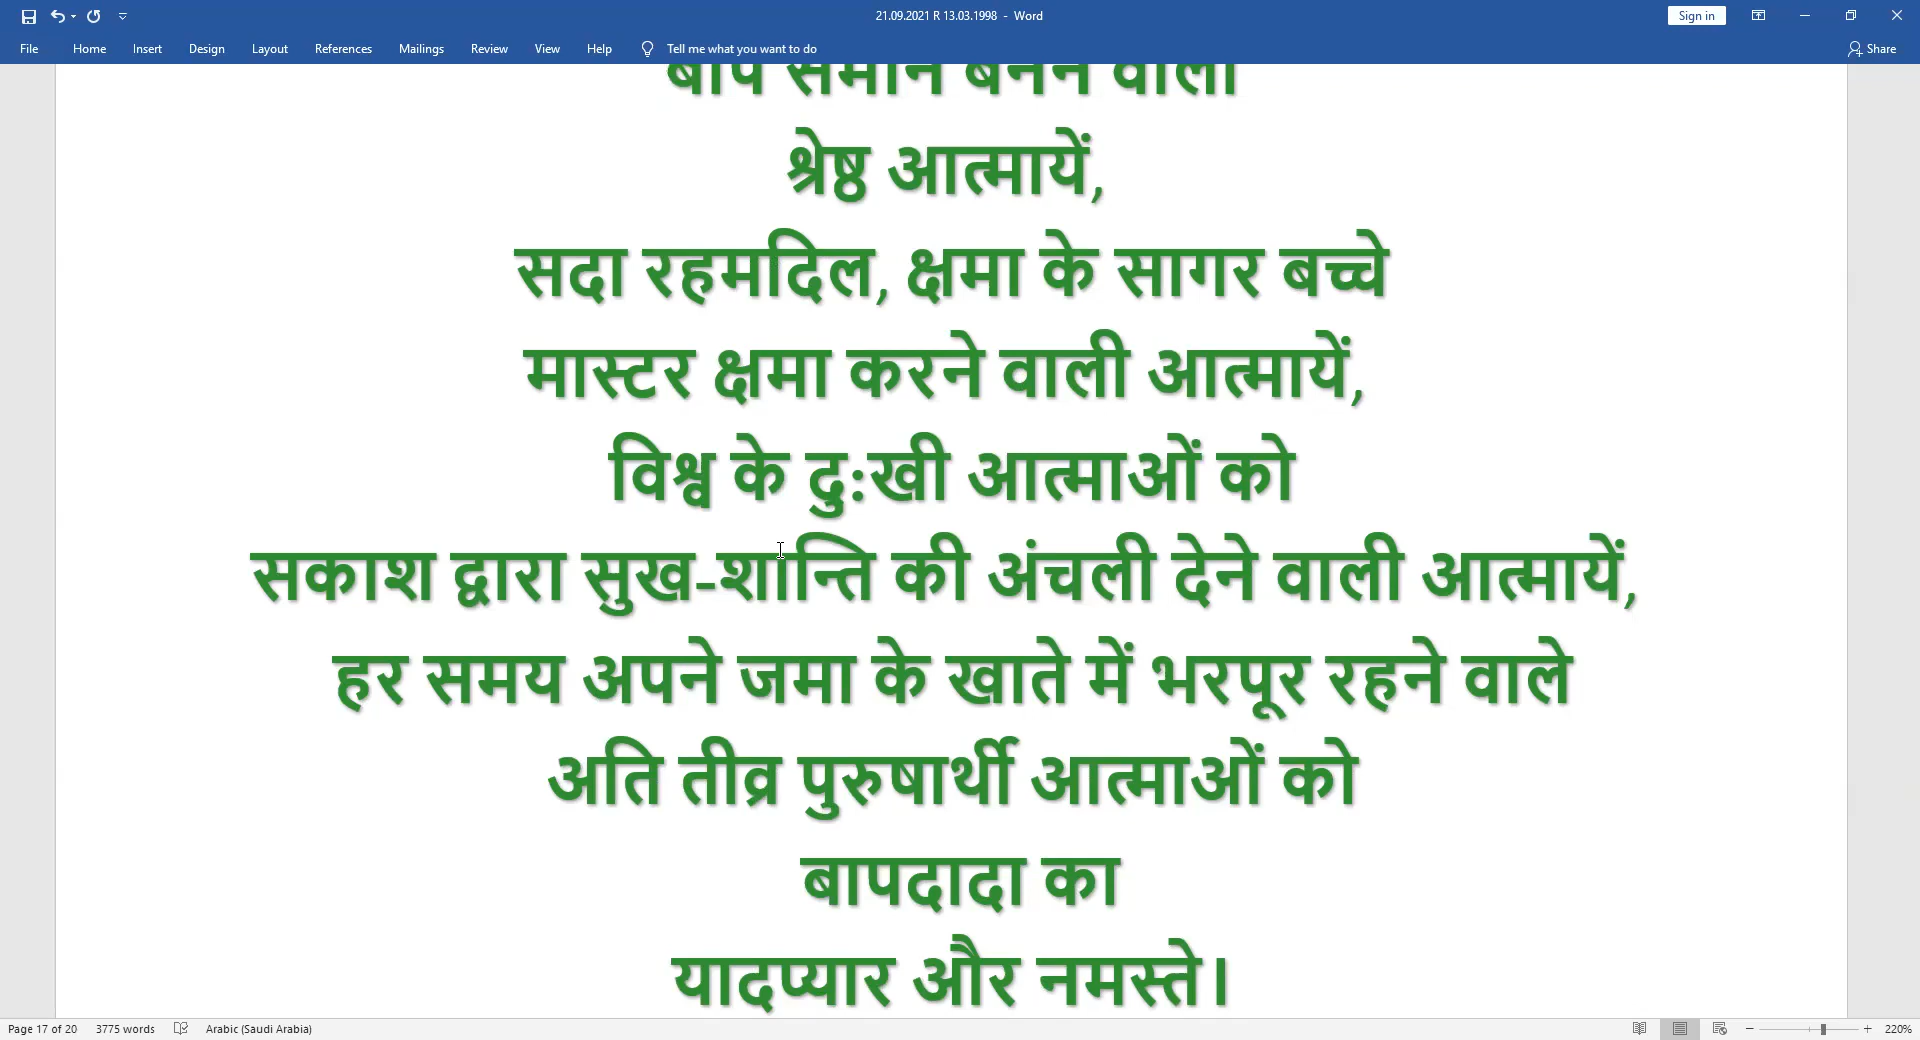 21.09.2021 R 13.03.1998 - Word
Sign in
File Home Insert Design Layout References Mailings Review View Help Tell me what you want to do
Share
बाप समान बनने वाली
श्रेष्ठ आत्मायें,
सदा रहमदिल, क्षमा के सागर बच्चे
मास्टर क्षमा करने वाली आत्मायें,
विश्व के दु:खी आत्माओं को
सकाश द्वारा सुख-शान्ति की अंचली देने वाली आत्मायें,
हर समय अपने जमा के खाते में भरपूर रहने वाले
अति तीव्र पुरुषार्थी आत्माओं को
बापदादा का
यादप्यार और नमस्ते।
Page 17 of 20 3775 words Arabic (Saudi Arabia) 220%